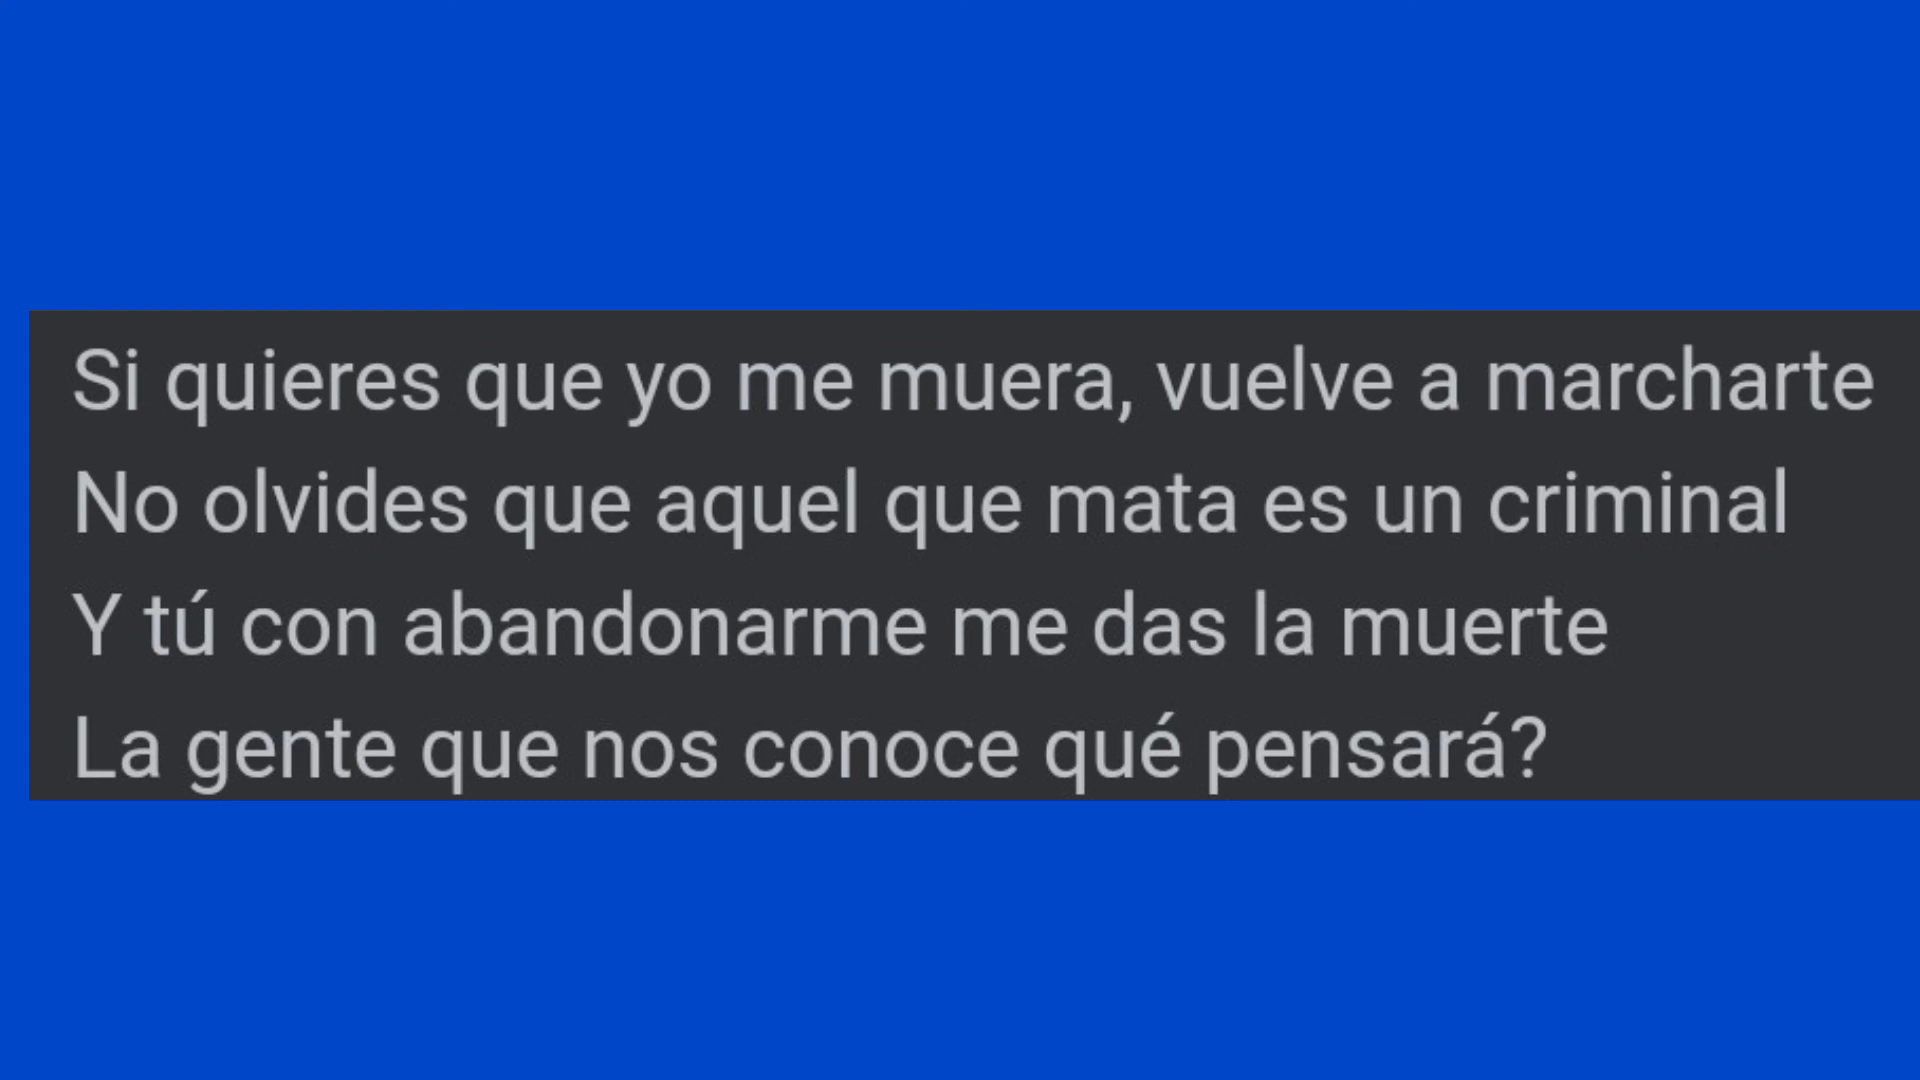 Si quieres que yo me muera, vuelve a marcharte
No olvides que aquel que mata es un criminal
Y tú con abandonarme me das la muerte
La gente que nos conoce qué pensará?